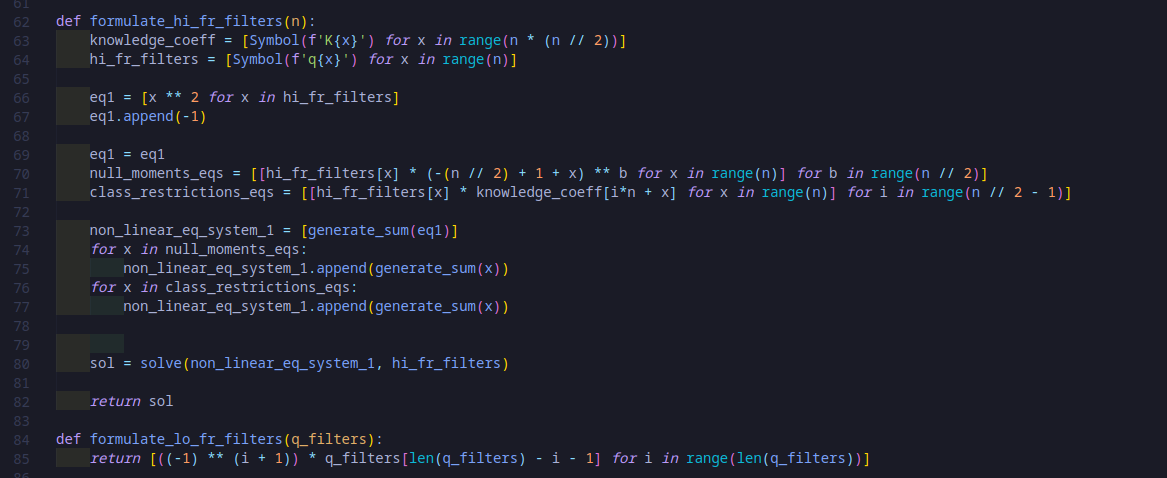 61
62 def formulate_hi_fr_filters(n):
63     knowledge_coeff = [Symbol(f'K{x}') for x in range(n * (n // 2))]
64     hi_fr_filters = [Symbol(f'q{x}') for x in range(n)]
65
66     eq1 = [x ** 2 for x in hi_fr_filters]
67     eq1.append(-1)
68
69     eq1 = eq1
70     null_moments_eqs = [[hi_fr_filters[x] * (-(n // 2) + 1 + x) ** b for x in range(n)] for b in range(n // 2)]
71     class_restrictions_eqs = [[hi_fr_filters[x] * knowledge_coeff[i*n + x] for x in range(n)] for i in range(n // 2 - 1)]
72
73     non_linear_eq_system_1 = [generate_sum(eq1)]
74     for x in null_moments_eqs:
75         non_linear_eq_system_1.append(generate_sum(x))
76     for x in class_restrictions_eqs:
77         non_linear_eq_system_1.append(generate_sum(x))
78
79
80     sol = solve(non_linear_eq_system_1, hi_fr_filters)
81
82     return sol
83
84 def formulate_lo_fr_filters(q_filters):
85     return [((-1) ** (i + 1)) * q_filters[len(q_filters) - i - 1] for i in range(len(q_filters))]
86